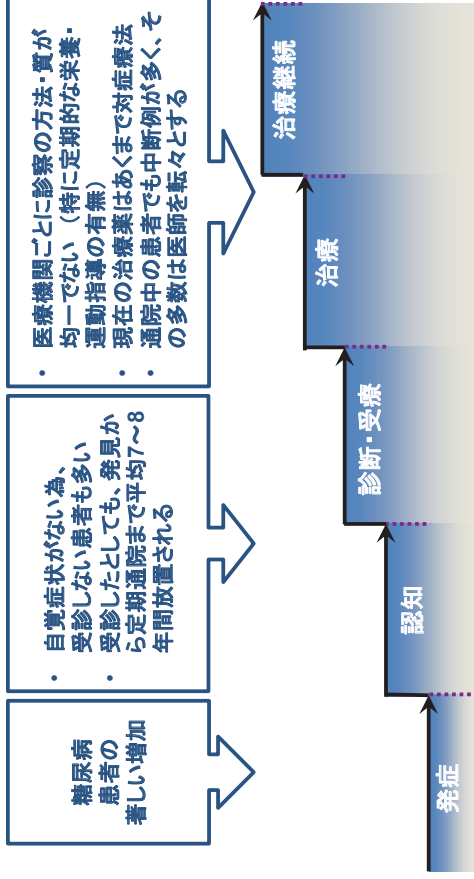 糖尿病
患者の
著しい増加
・ 自覚症状がない為、
受診しない患者も多い
・ 受診したとしても、発見か
ら定期通院まで平均7～8
年間放置される
・ 医療機関ごとに診察の方法・質が
均一でない（特に定期的な栄養・
運動指導の有無）
・ 現在の治療薬はあくまで対症療法
・ 通院中の患者でも中断例が多く、そ
の多数は医師を転々とする
発症
認知
診断・受療
治療
治療継続